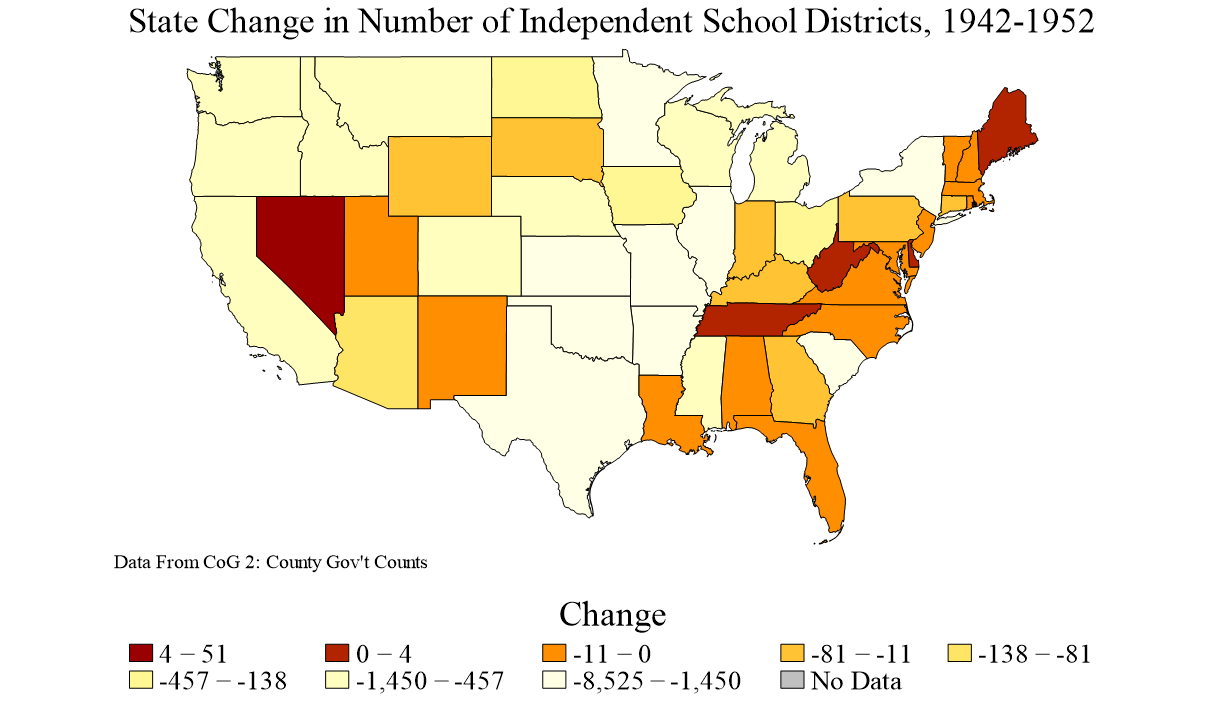 State Change in Number of Independent School Districts, 1942-1952
Data From CoG 2: County Gov't Counts
Change
4 – 51
0 – 4
-11 – 0
-81 – -11
-138 – -81
-457 – -138
-1,450 – -457
-8,525 – -1,450
No Data